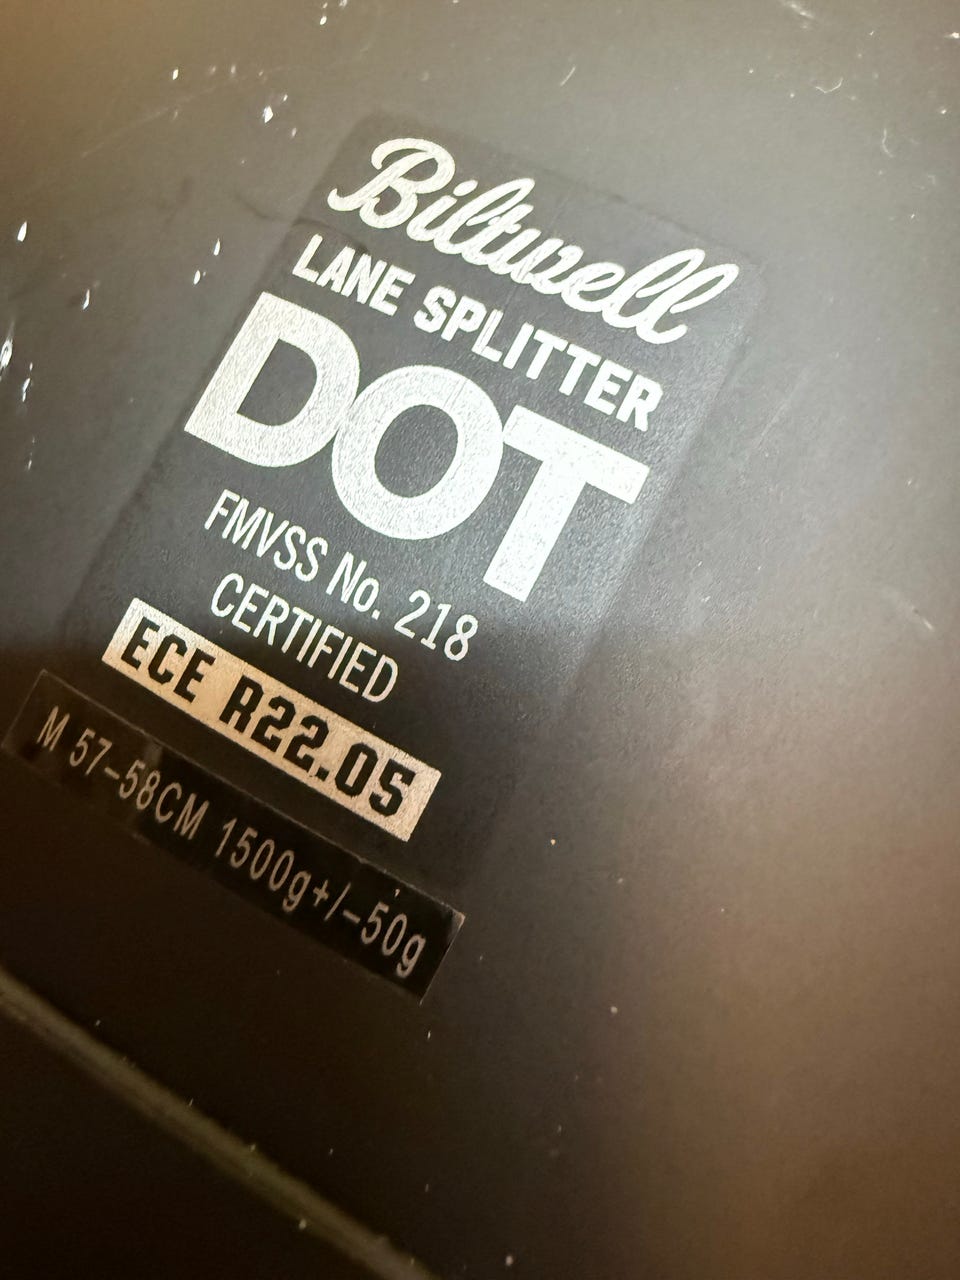 Biltwell
LANE SPLITTER
DOT
FMVSS No. 218
CERTIFIED
ECE R22.05
M 57-58CM 1500g+/-50g